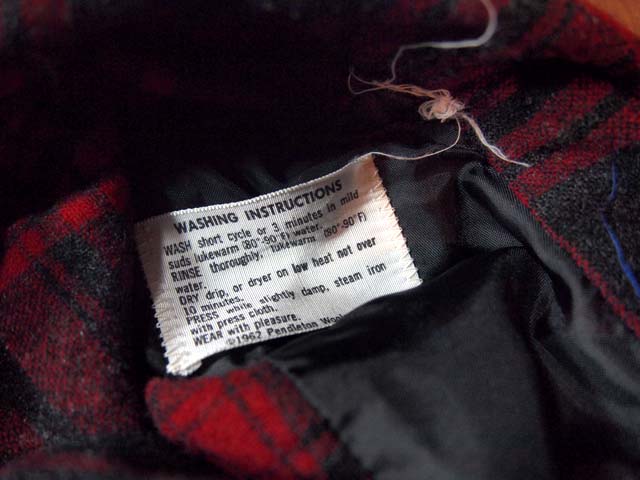 WASHING INSTRUCTIONS
WASH short cycle or 3 minutes in mild
suds lukewarm (80°-90°F) water.
RINSE thoroughly, lukewarm (80°-90°F)
water.
DRY drip, or dryer on low heat not over
10 minutes.
PRESS while slightly damp, steam iron
with press cloth.
WEAR with pleasure.
©1962 Pendleton Wool